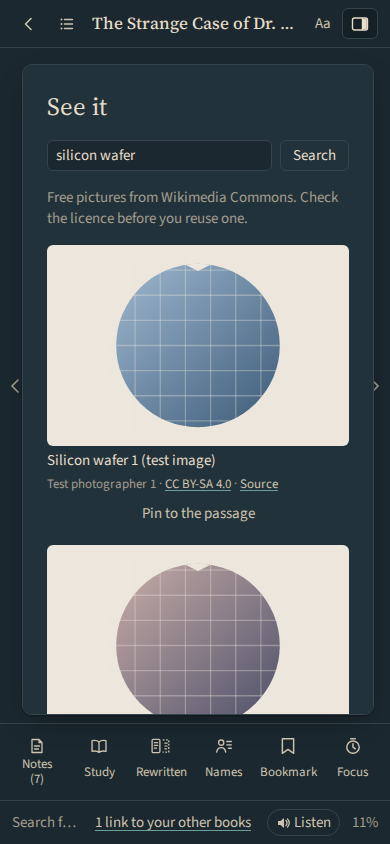 The Strange Case of Dr. ...
Aa
See it
silicon wafer
Search
Free pictures from Wikimedia Commons. Check
the licence before you reuse one.
Silicon wafer 1 (test image)
Test photographer 1 · CC BY-SA 4.0 · Source
Pin to the passage
Notes
(7)
Study
Rewritten
Names
Bookmark
Focus
Search f...
1 link to your other books
Listen
11%